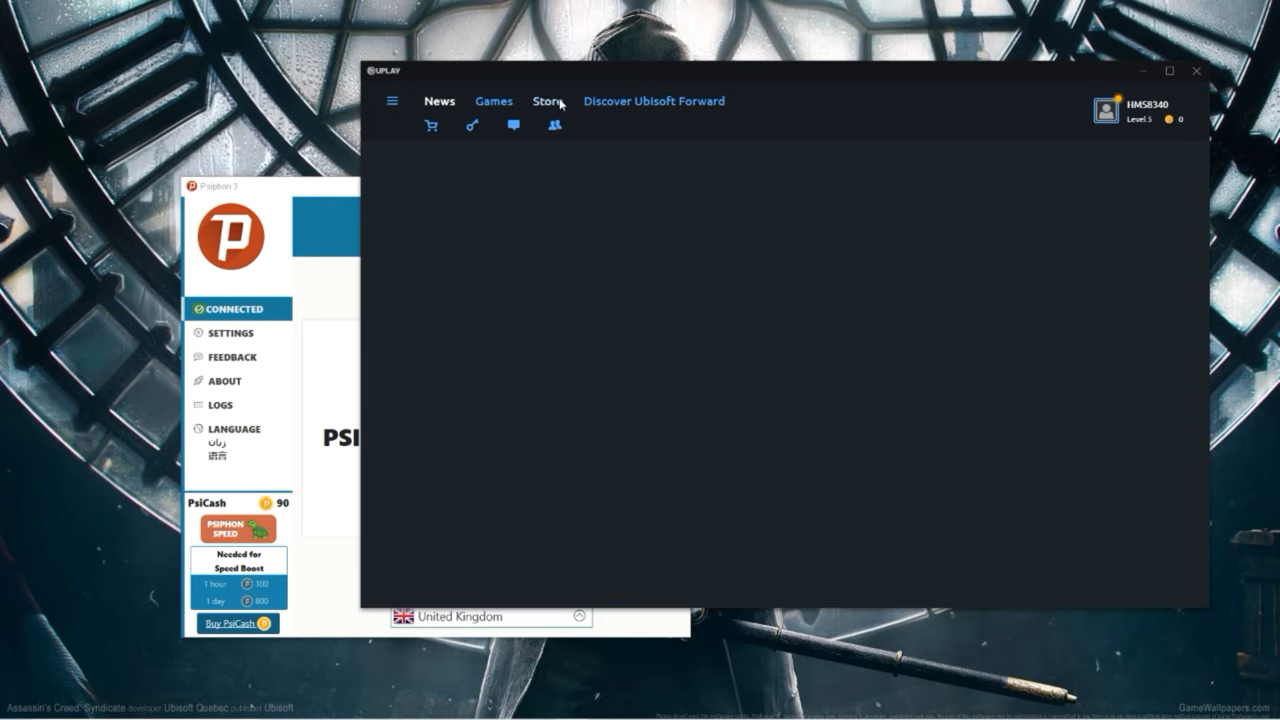 UPLAY
News Games Store Discover Ubisoft Forward
HMS8340
Level 5 0
Psiphon 3
CONNECTED
SETTINGS
FEEDBACK
ABOUT
LOGS
LANGUAGE
زبان
語言
PSI
PsiCash 90
PSIPHON
SPEED
Needed for
Speed Boost
1 hour 100
1 day 800
Buy PsiCash
United Kingdom
Assassin's Creed: Syndicate developer Ubisoft Quebec publisher Ubisoft
GameWallpapers.com